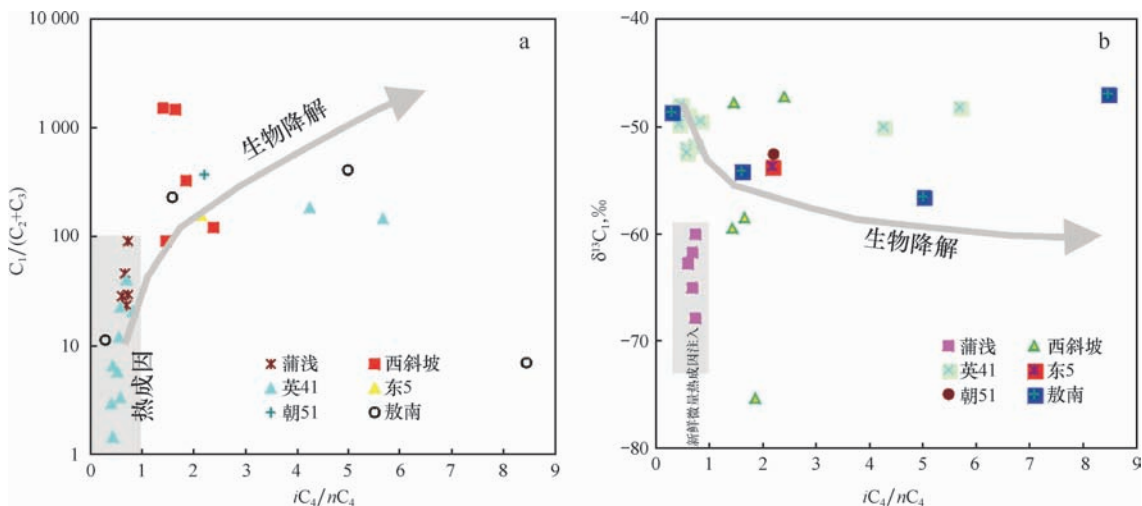 10 000
1 000
100
10
1
C₁/(C₂+C₃)
a
生物降解
热成因
蒲浅
西斜坡
英41
东5
朝51
敖南
0 1 2 3 4 5 6 7 8 9
iC₄/nC₄
−40
−50
−60
−70
−80
δ¹³C₁,‰
b
生物降解
新鲜微量热成因注入
蒲浅
西斜坡
英41
东5
朝51
敖南
0 1 2 3 4 5 6 7 8 9
iC₄/nC₄